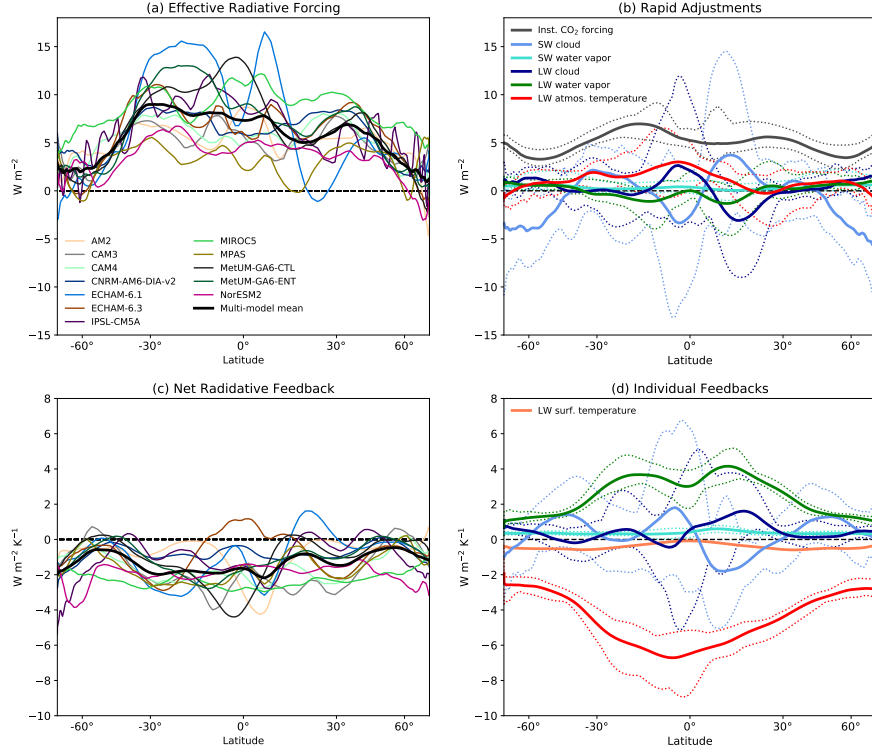 (a) Effective Radiative Forcing
15
10
5
0
−5
−10
−15
W m−2
AM2
CAM3
CAM4
CNRM-AM6-DIA-v2
ECHAM-6.1
ECHAM-6.3
IPSL-CM5A
MIROC5
MPAS
MetUM-GA6-CTL
MetUM-GA6-ENT
NorESM2
Multi-model mean
-60° -30° 0° 30° 60°
Latitude
(b) Rapid Adjustments
15
10
5
0
−5
−10
−15
W m−2
Inst. CO2 forcing
SW cloud
SW water vapor
LW cloud
LW water vapor
LW atmos. temperature
-60° -30° 0° 30° 60°
Latitude
(c) Net Radidative Feedback
8
6
4
2
0
−2
−4
−6
−8
−10
W m−2 K−1
-60° -30° 0° 30° 60°
Latitude
(d) Individual Feedbacks
8
6
4
2
0
−2
−4
−6
−8
−10
W m−2 K−1
LW surf. temperature
-60° -30° 0° 30° 60°
Latitude